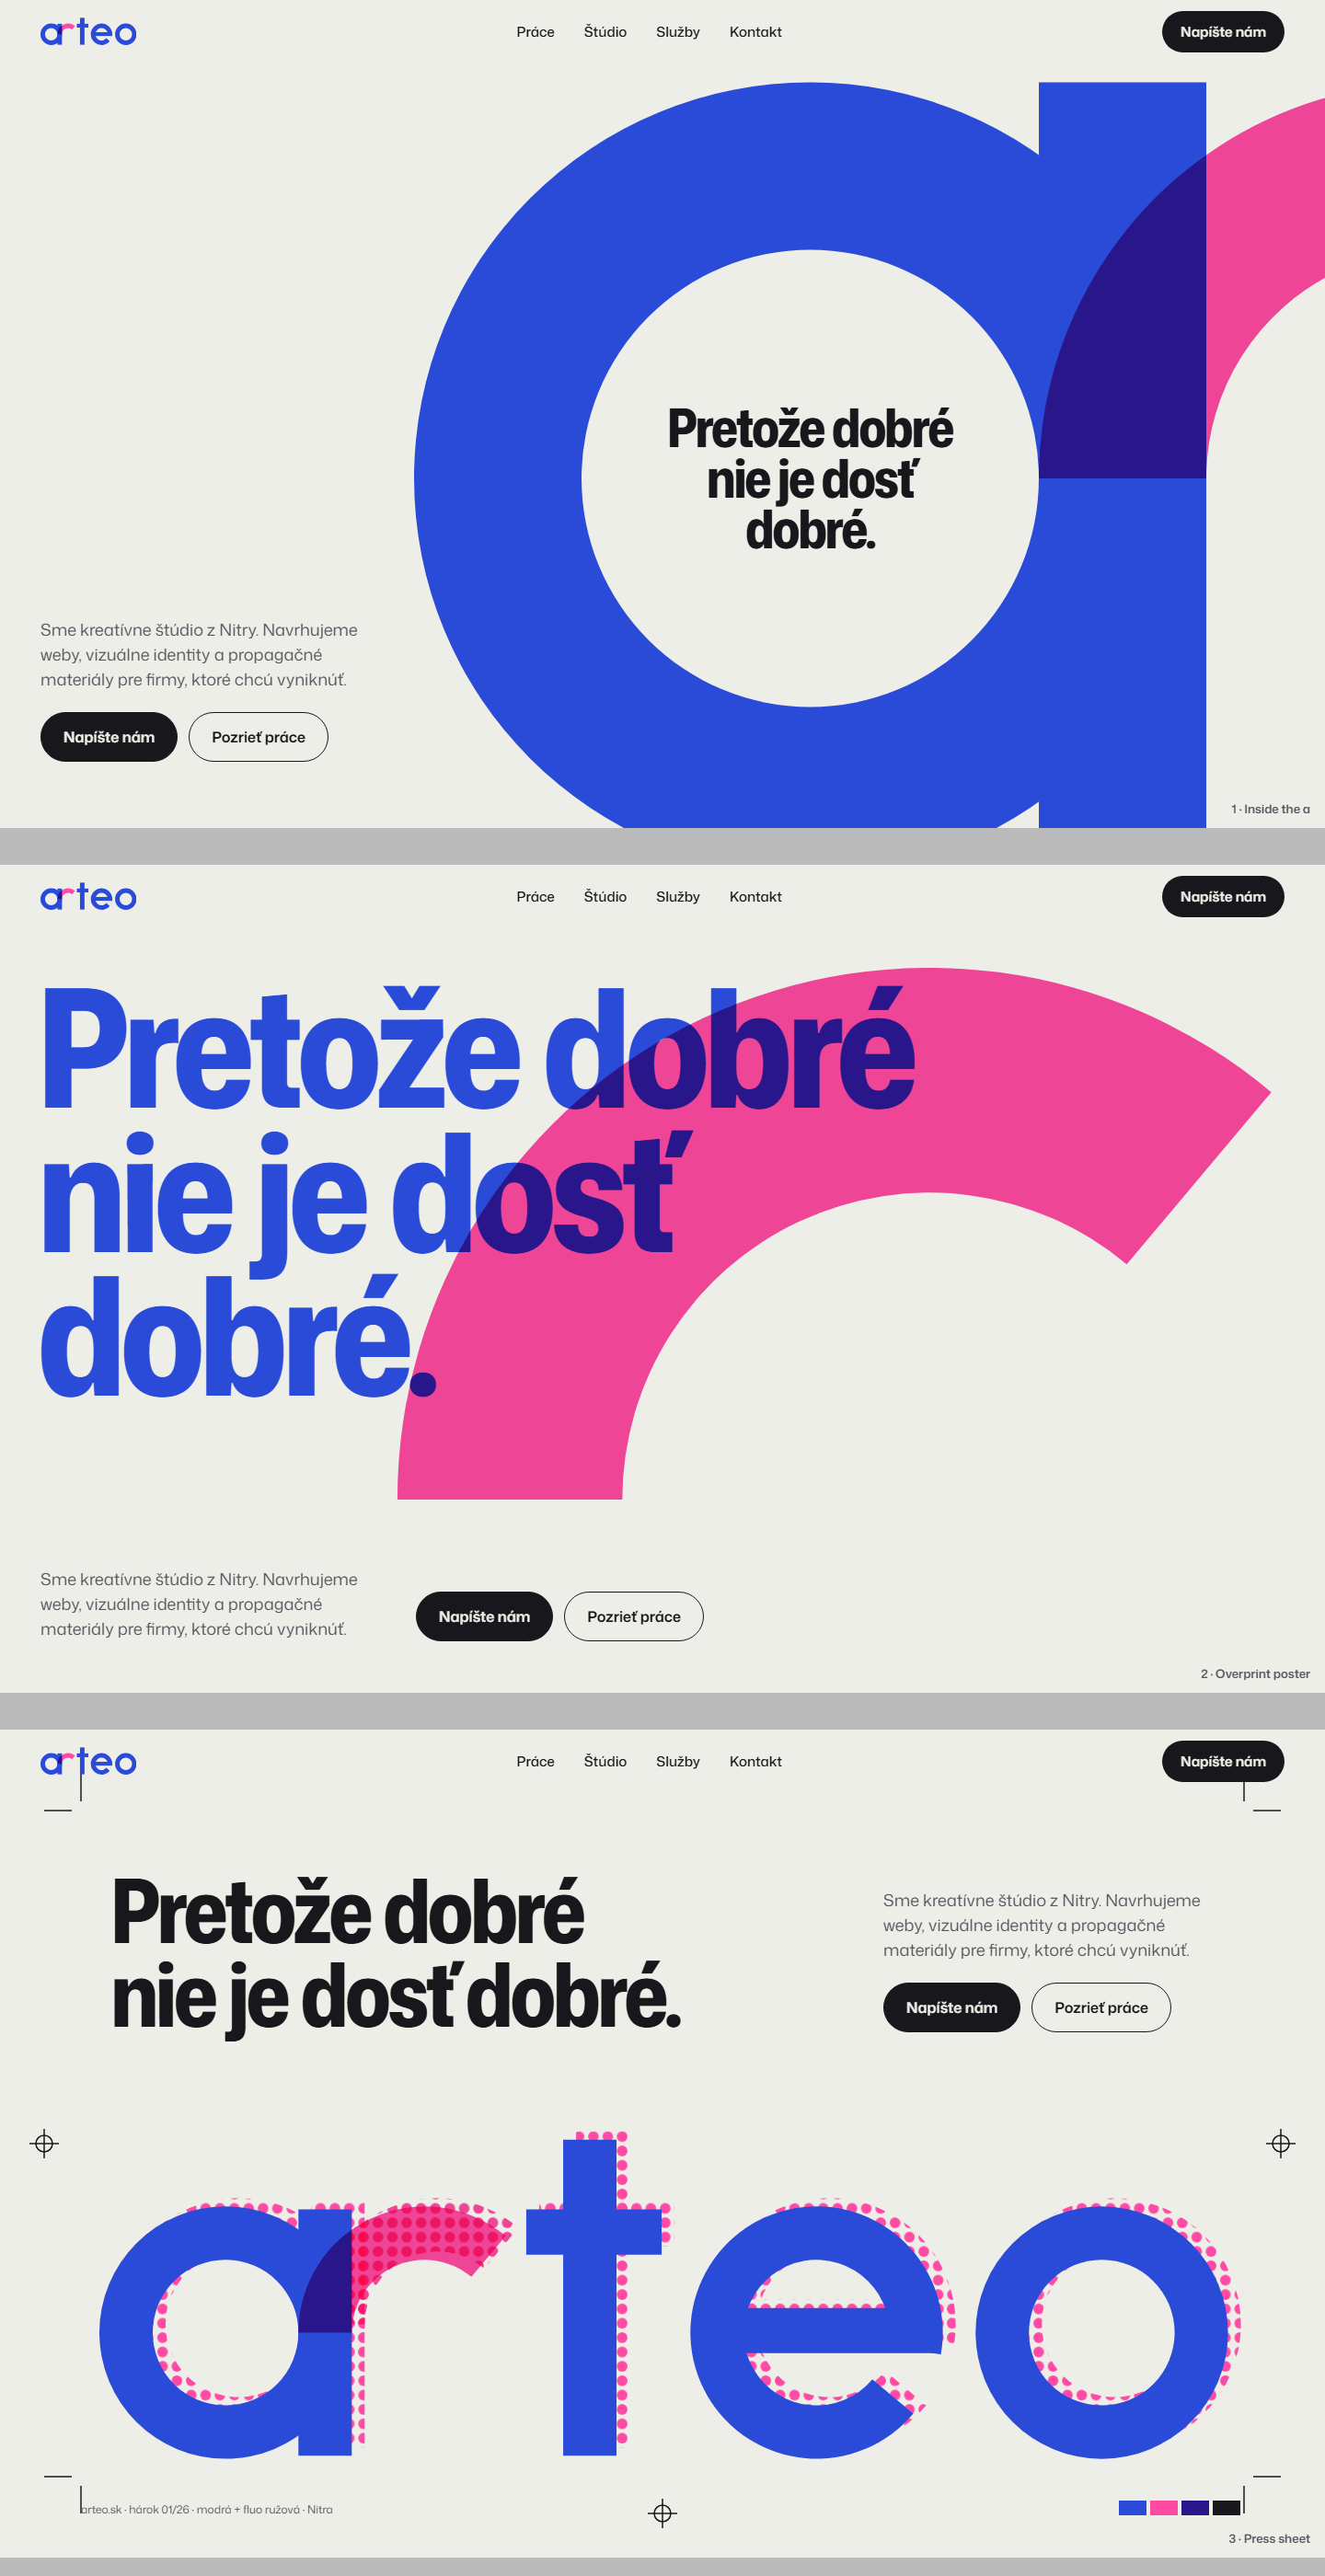 arteo
Práce Štúdio Služby Kontakt
Napíšte nám
Pretože dobré
nie je dosť
dobré.
Sme kreatívne štúdio z Nitry. Navrhujeme
weby, vizuálne identity a propagačné
materiály pre firmy, ktoré chcú vyniknúť.
Napíšte nám Pozrieť práce
1 · Inside the a
arteo
Práce Štúdio Služby Kontakt
Napíšte nám
Pretože dobré
nie je dosť
dobré.
Sme kreatívne štúdio z Nitry. Navrhujeme
weby, vizuálne identity a propagačné
materiály pre firmy, ktoré chcú vyniknúť.
Napíšte nám Pozrieť práce
2 · Overprint poster
arteo
Práce Štúdio Služby Kontakt
Napíšte nám
Pretože dobré
nie je dosť dobré.
Sme kreatívne štúdio z Nitry. Navrhujeme
weby, vizuálne identity a propagačné
materiály pre firmy, ktoré chcú vyniknúť.
Napíšte nám Pozrieť práce
arteo
arteo.sk · hárok 01/26 · modrá + fluo ružová · Nitra
3 · Press sheet